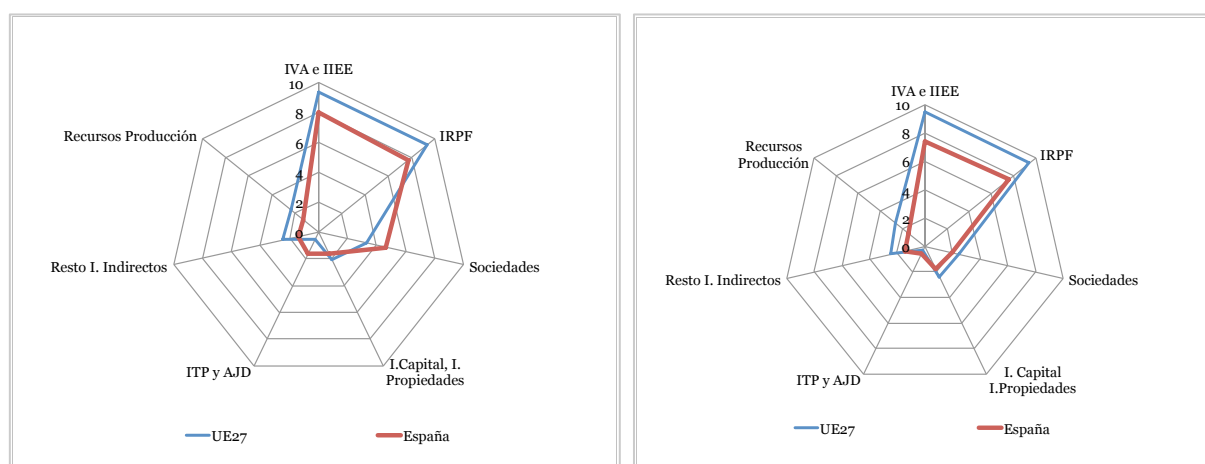 IVA e IIEE
10
8
6
4
2
0
IRPF
Sociedades
I.Capital, I.
Propiedades
ITP y AJD
Resto I. Indirectos
Recursos Producción
UE27
España
IVA e IIEE
10
8
6
4
2
0
IRPF
Sociedades
I. Capital
I.Propiedades
ITP y AJD
Resto I. Indirectos
Recursos
Producción
UE27
España